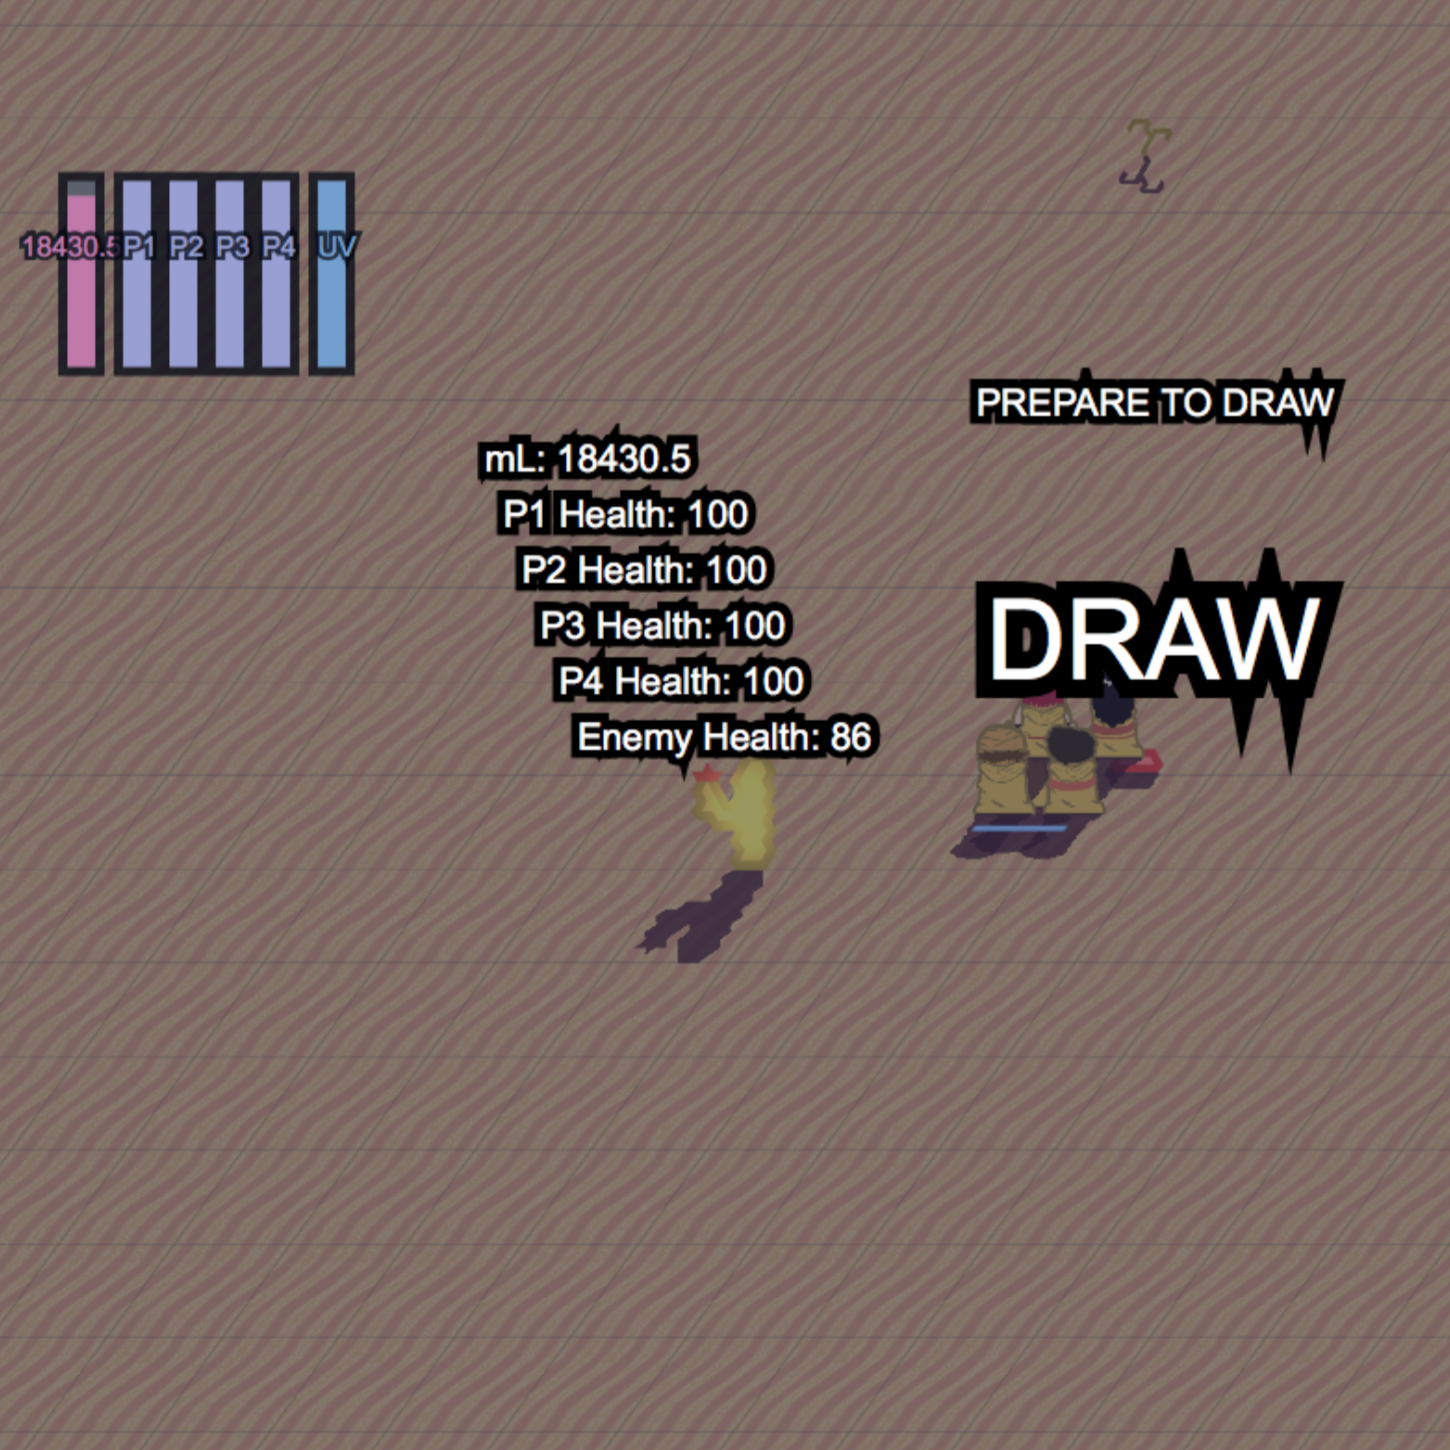 18430.5 P1 P2 P3 P4 UV
PREPARE TO DRAW
mL: 18430.5
P1 Health: 100
P2 Health: 100
P3 Health: 100
P4 Health: 100
Enemy Health: 86
DRAW